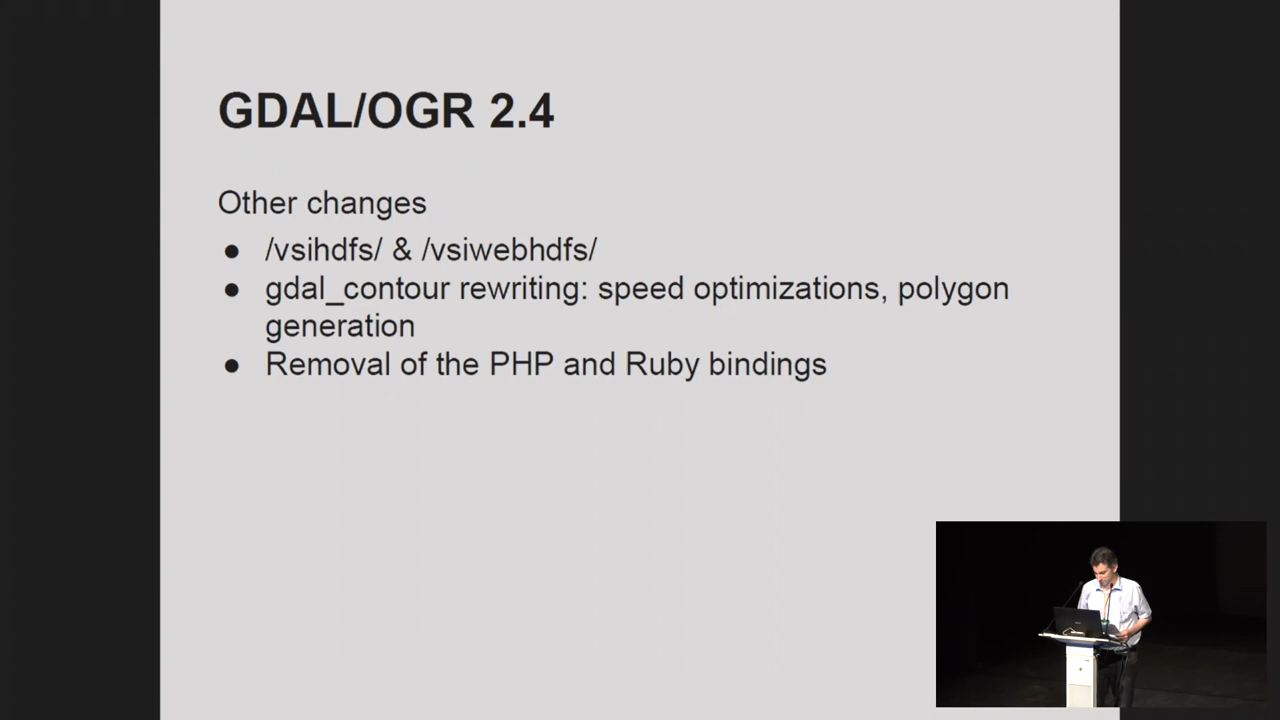 GDAL/OGR 2.4
Other changes
● /vsihdfs/ & /vsiwebhdfs/
● gdal_contour rewriting: speed optimizations, polygon
generation
● Removal of the PHP and Ruby bindings